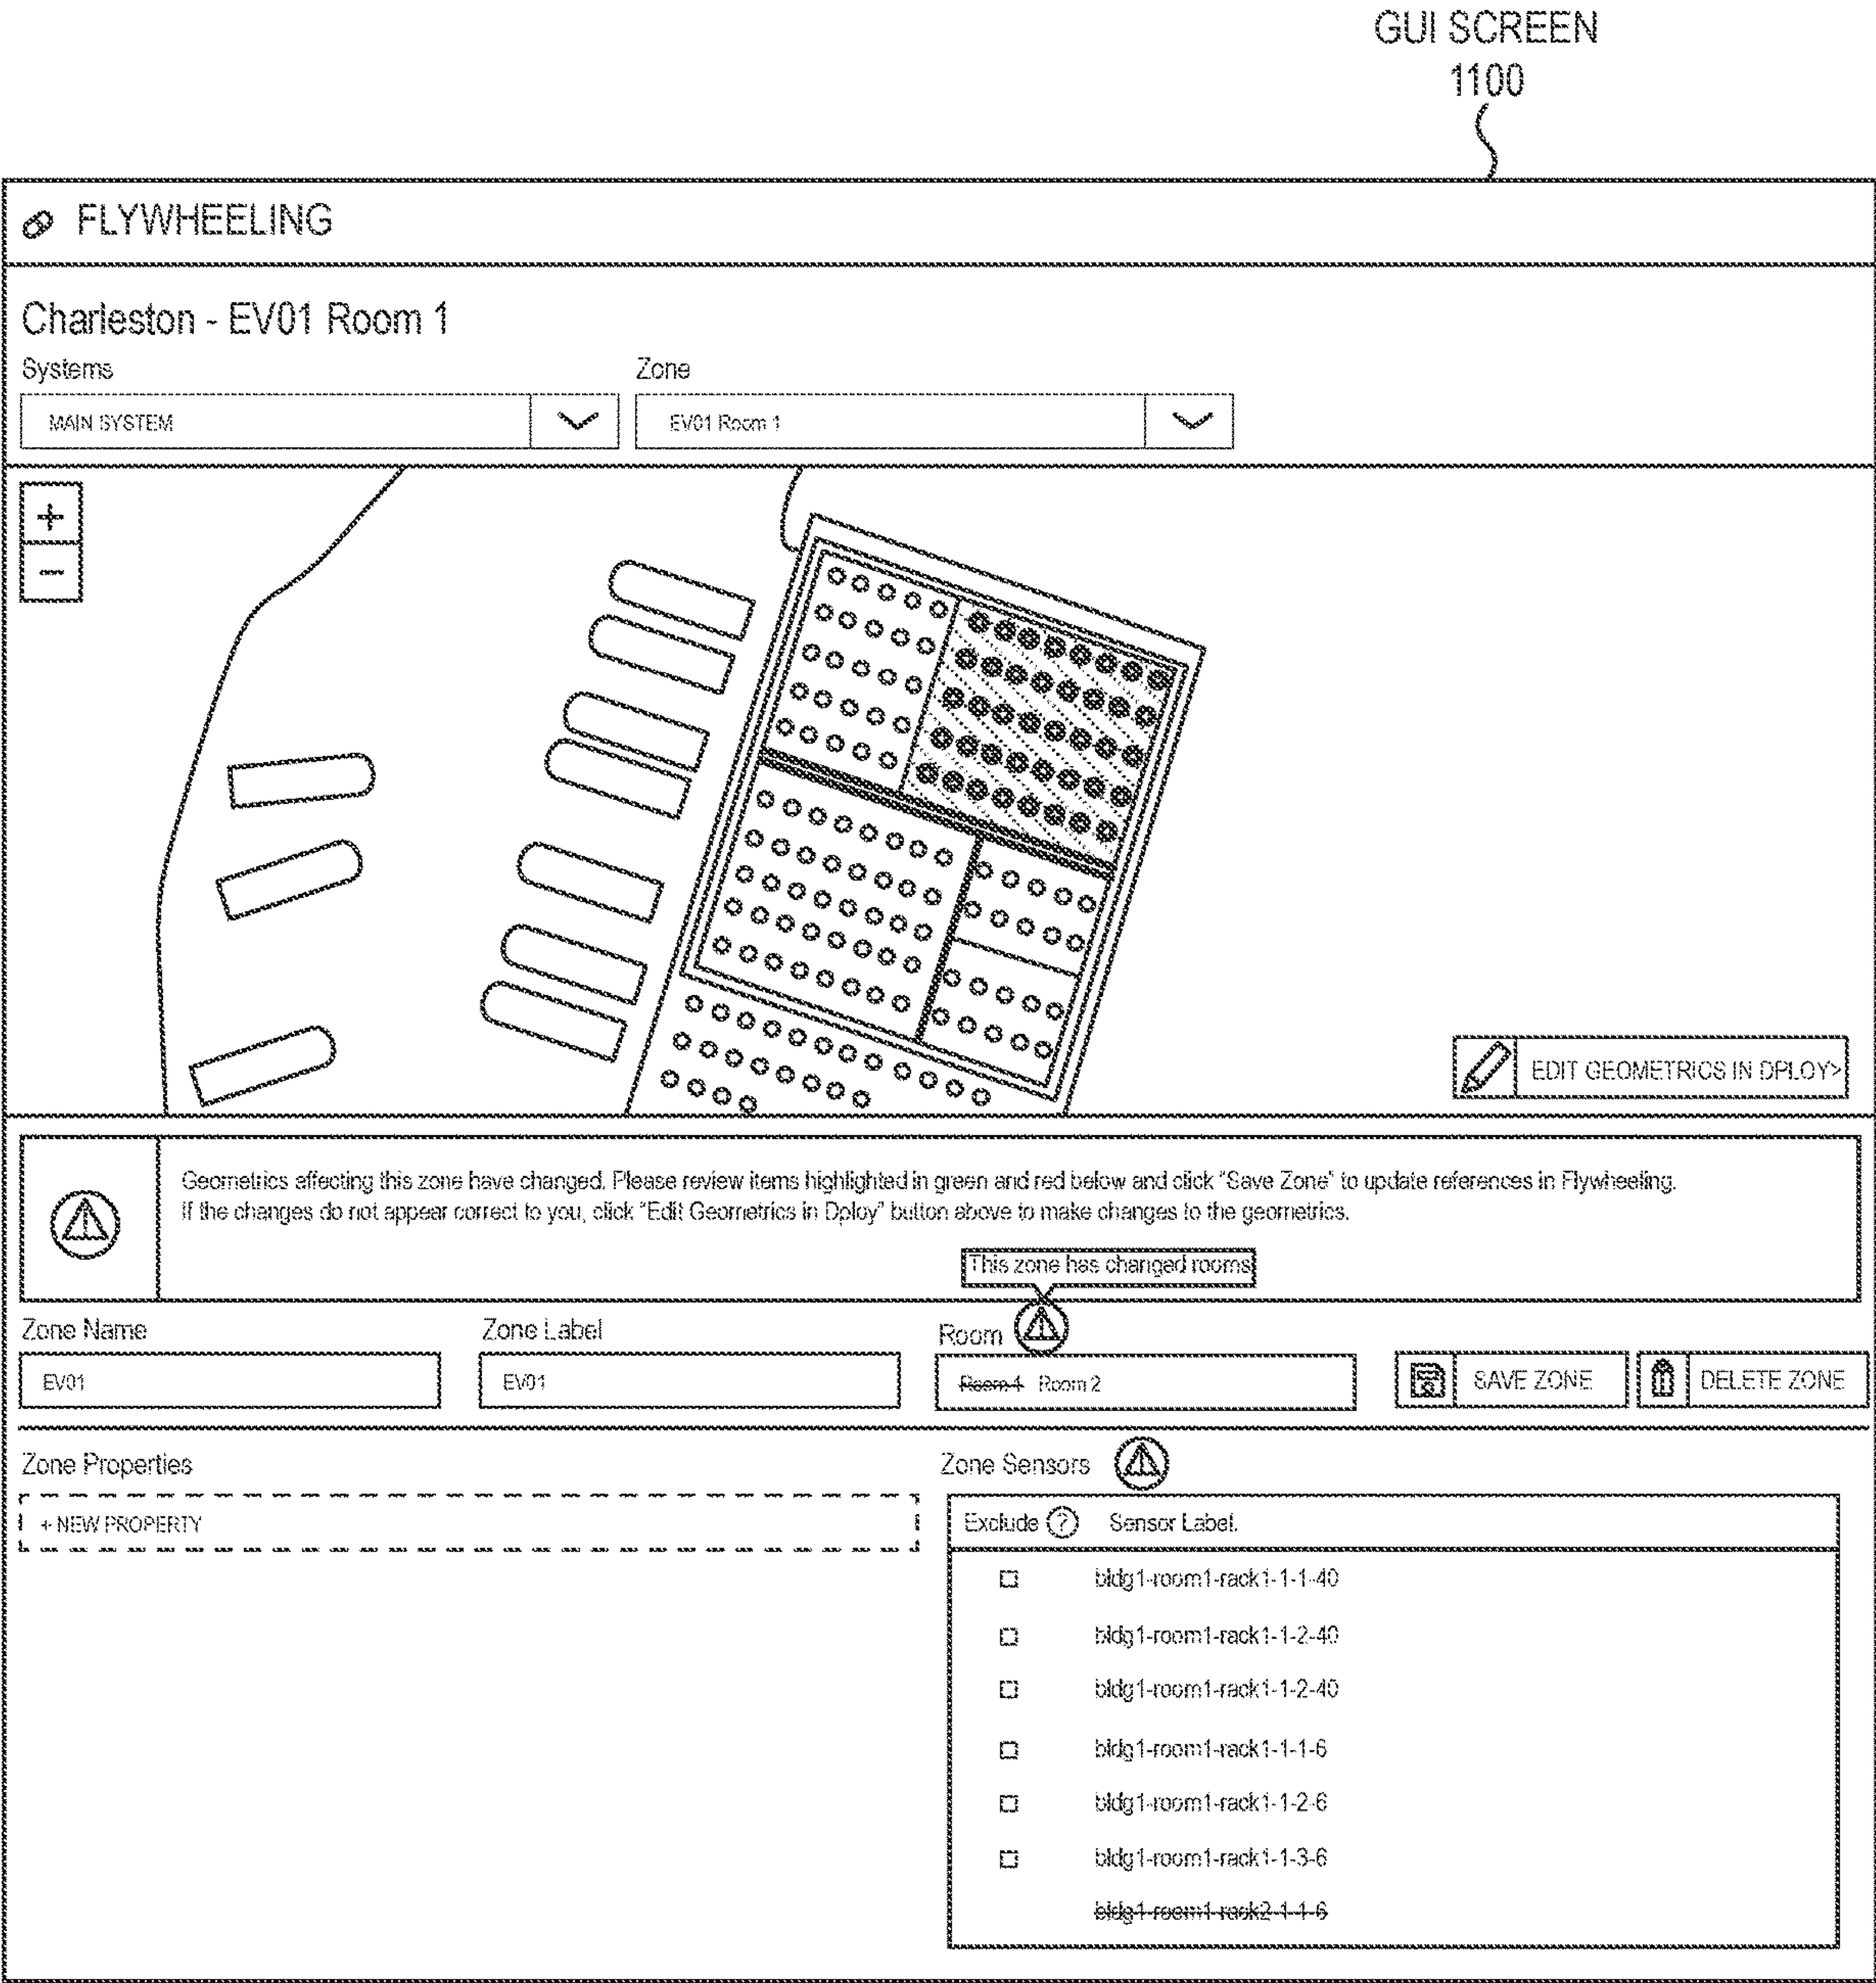 GUI SCREEN
1100
FLYWHEELING
Charleston - EV01 Room 1
Systems
Zone
MAIN SYSTEM
EV01 Room 1
+
−
EDIT GEOMETRICS IN DPLOY>
Geometrics affecting this zone have changed. Please review items highlighted in green and red below and click "Save Zone" to update references in Flywheeling.
If the changes do not appear correct to you, click "Edit Geometrics in Dploy" button above to make changes to the geometrics.
This zone has changed rooms
Zone Name
Zone Label
Room
EV01
EV01
Room 1 Room 2
SAVE ZONE
DELETE ZONE
Zone Properties
Zone Sensors
+ NEW PROPERTY
Exclude ? Sensor Label.
bldg1-room1-rack1-1-1-40
bldg1-room1-rack1-1-2-40
bldg1-room1-rack1-1-2-40
bldg1-room1-rack1-1-1-6
bldg1-room1-rack1-1-2-6
bldg1-room1-rack1-1-3-6
bldg1-room1-rack2-1-1-6